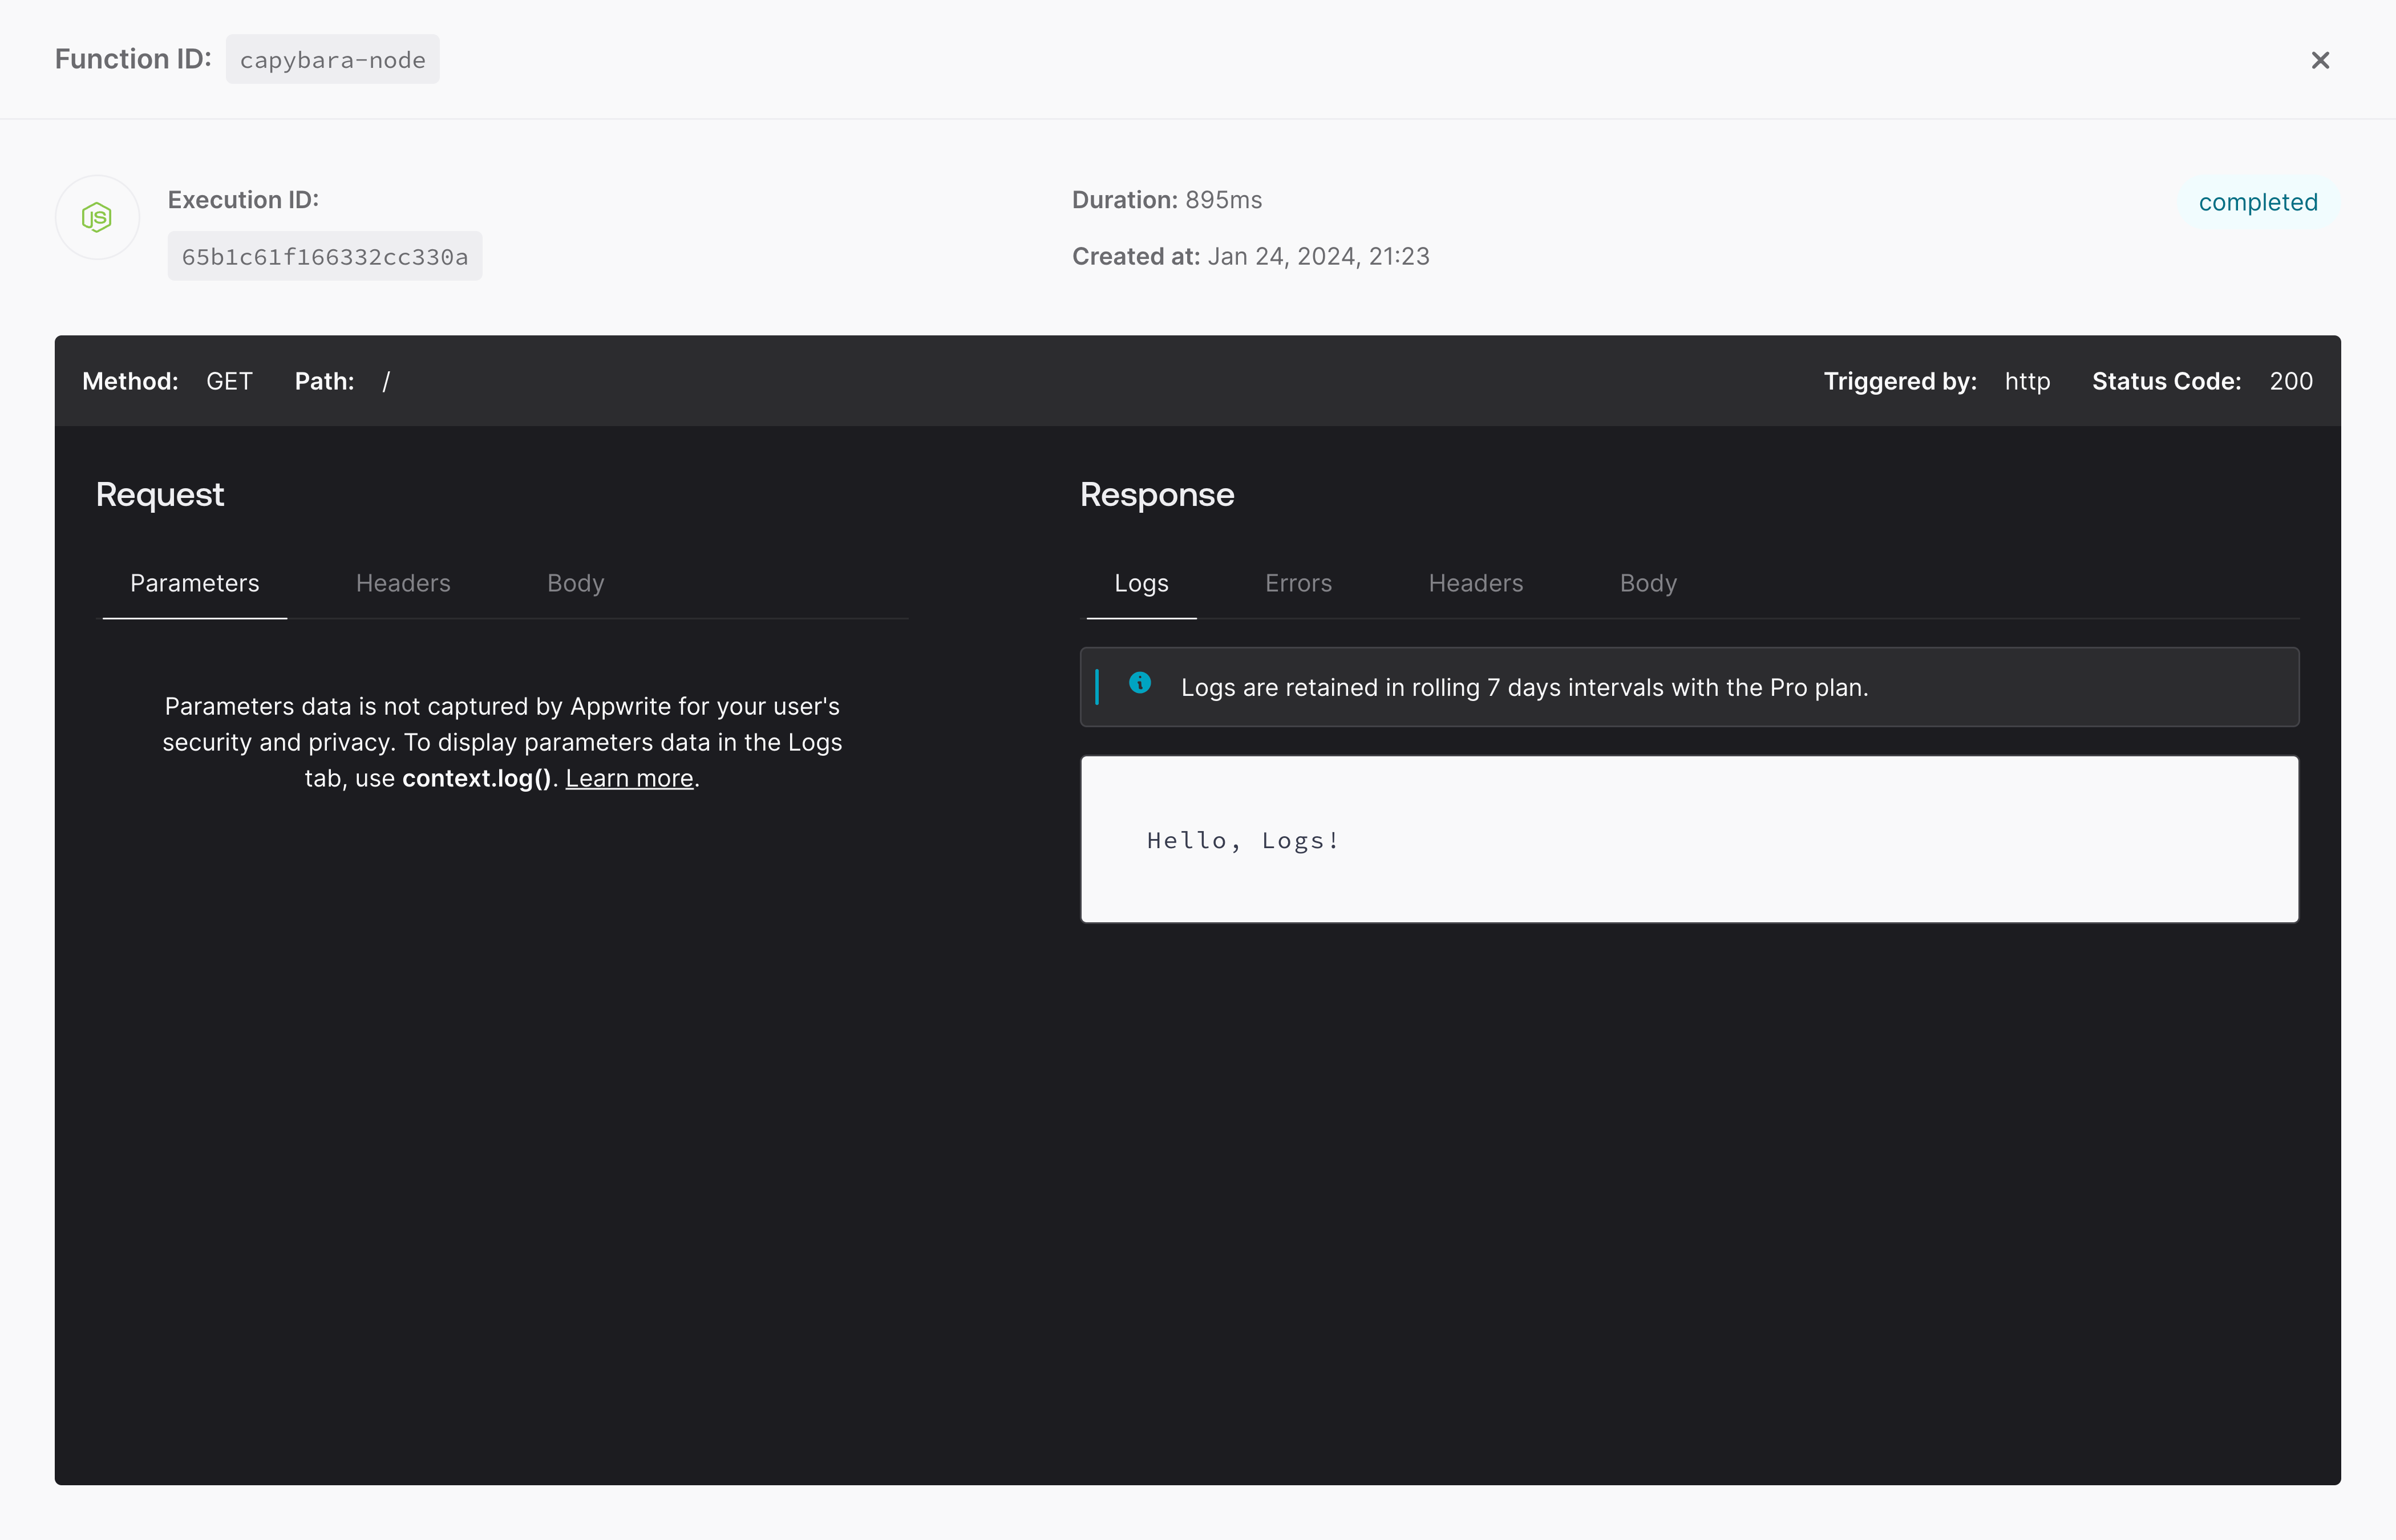 Function ID: capybara-node
Execution ID:
65b1c61f166332cc330a
Duration: 895ms
Created at: Jan 24, 2024, 21:23
completed
Method: GET Path: /
Triggered by: http Status Code: 200
Request
Parameters Headers Body
Parameters data is not captured by Appwrite for your user's
security and privacy. To display parameters data in the Logs
tab, use context.log(). Learn more.
Response
Logs Errors Headers Body
Logs are retained in rolling 7 days intervals with the Pro plan.
Hello, Logs!